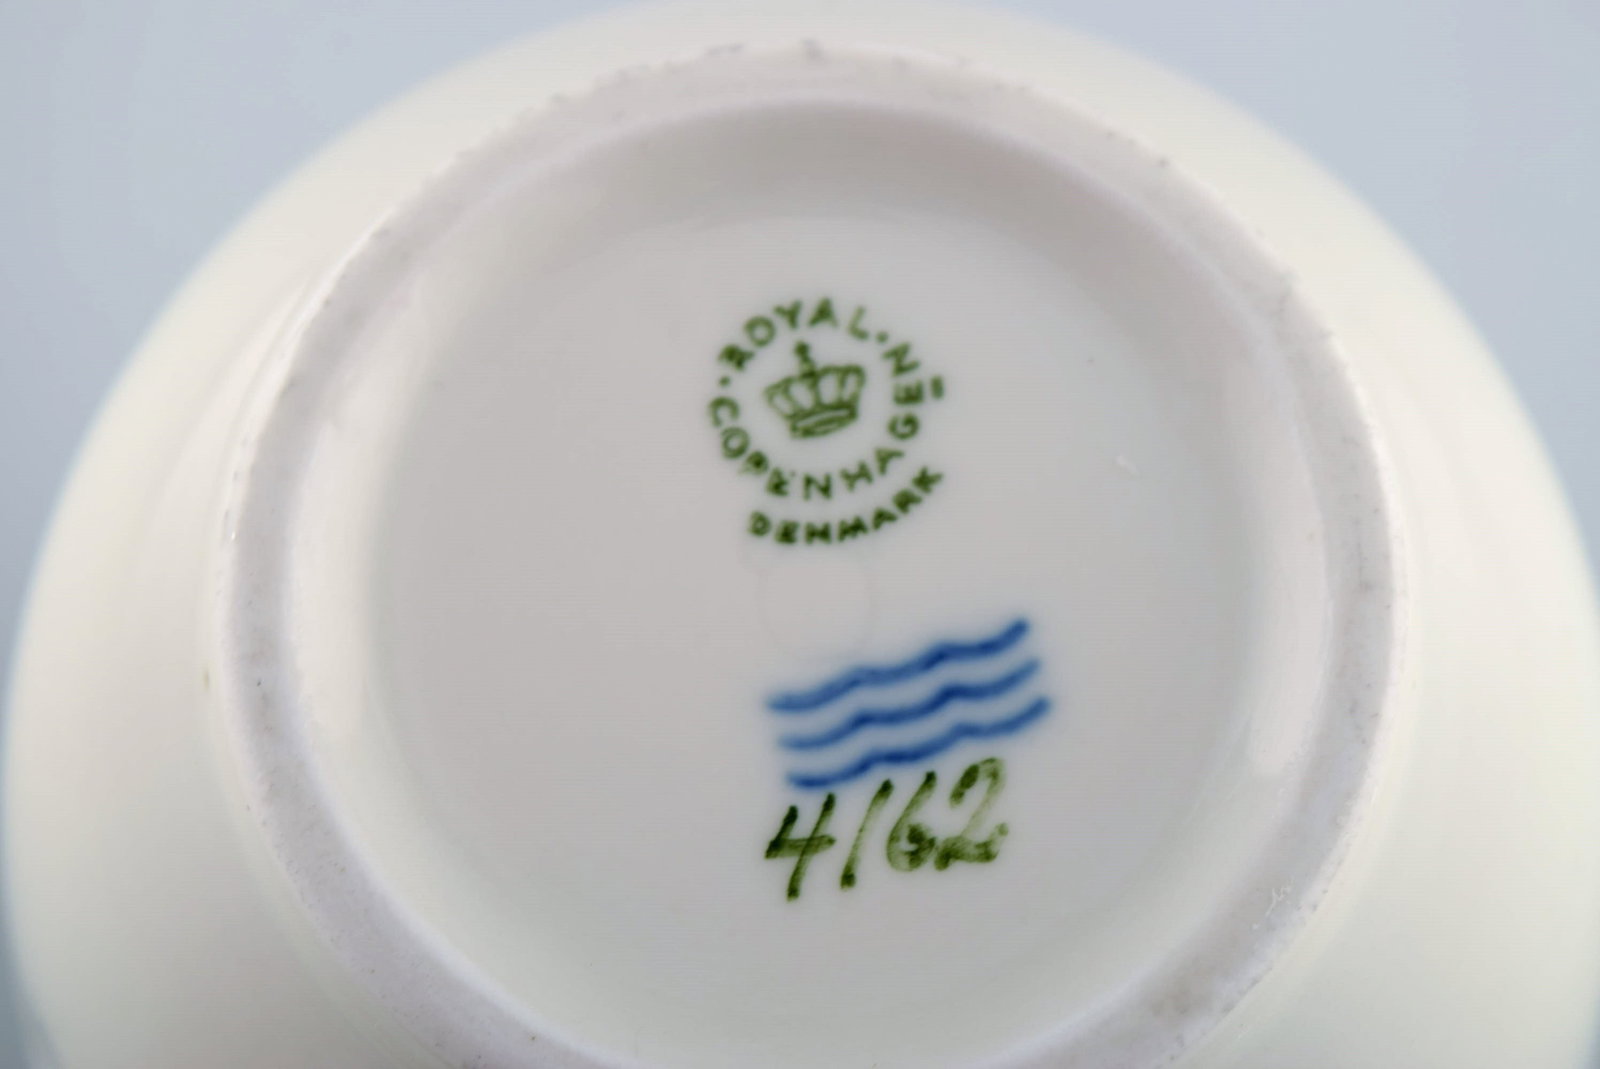 ROYAL
COPENHAGEN
DENMARK
4162